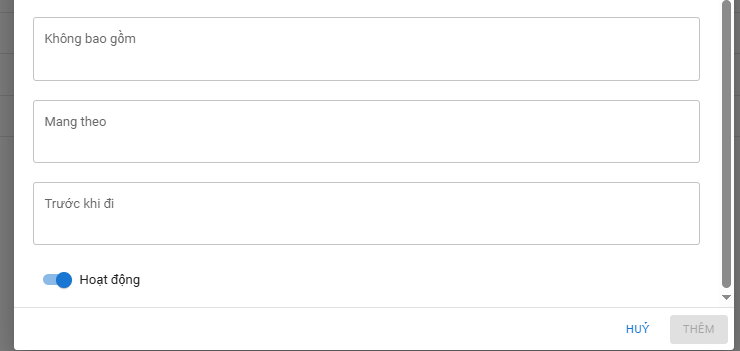 Không bao gồm
Mang theo
Trước khi đi
Hoạt động
HUỶ THÊM